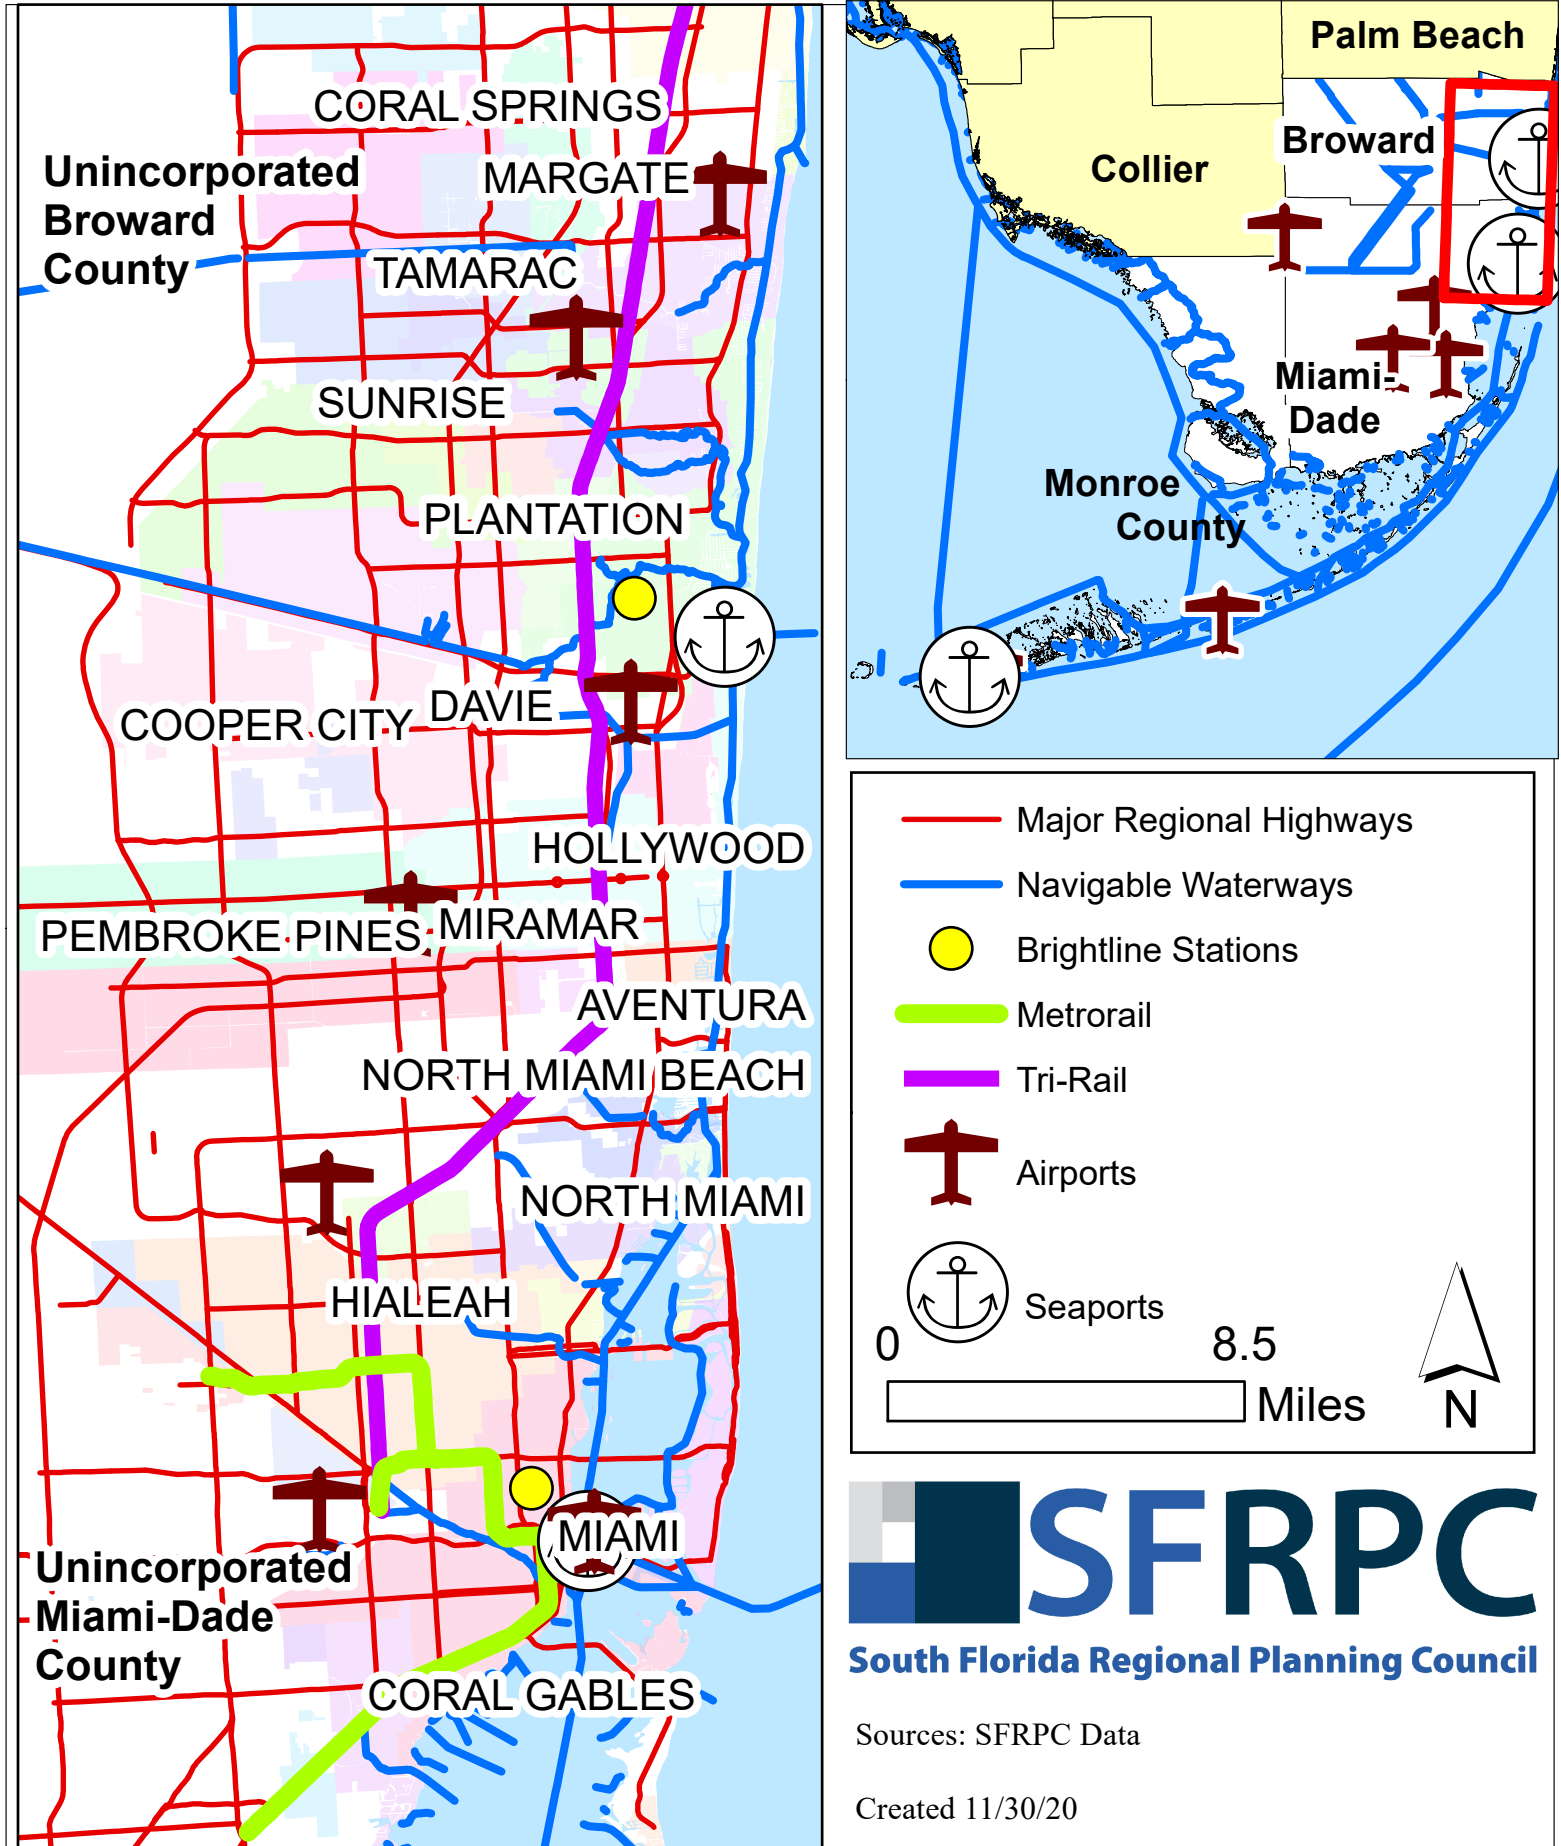 CORAL SPRINGS
Unincorporated
Broward
County
MARGATE
TAMARAC
SUNRISE
PLANTATION
DAVIE
COOPER CITY
HOLLYWOOD
PEMBROKE PINES
MIRAMAR
AVENTURA
NORTH MIAMI BEACH
NORTH MIAMI
HIALEAH
MIAMI
Unincorporated
Miami-Dade
County
CORAL GABLES
Palm Beach
Broward
Collier
Miami-
Dade
Monroe
County
Major Regional Highways
Navigable Waterways
Brightline Stations
Metrorail
Tri-Rail
Airports
Seaports
0 8.5
Miles
N
SFRPC
South Florida Regional Planning Council
Sources: SFRPC Data
Created 11/30/20